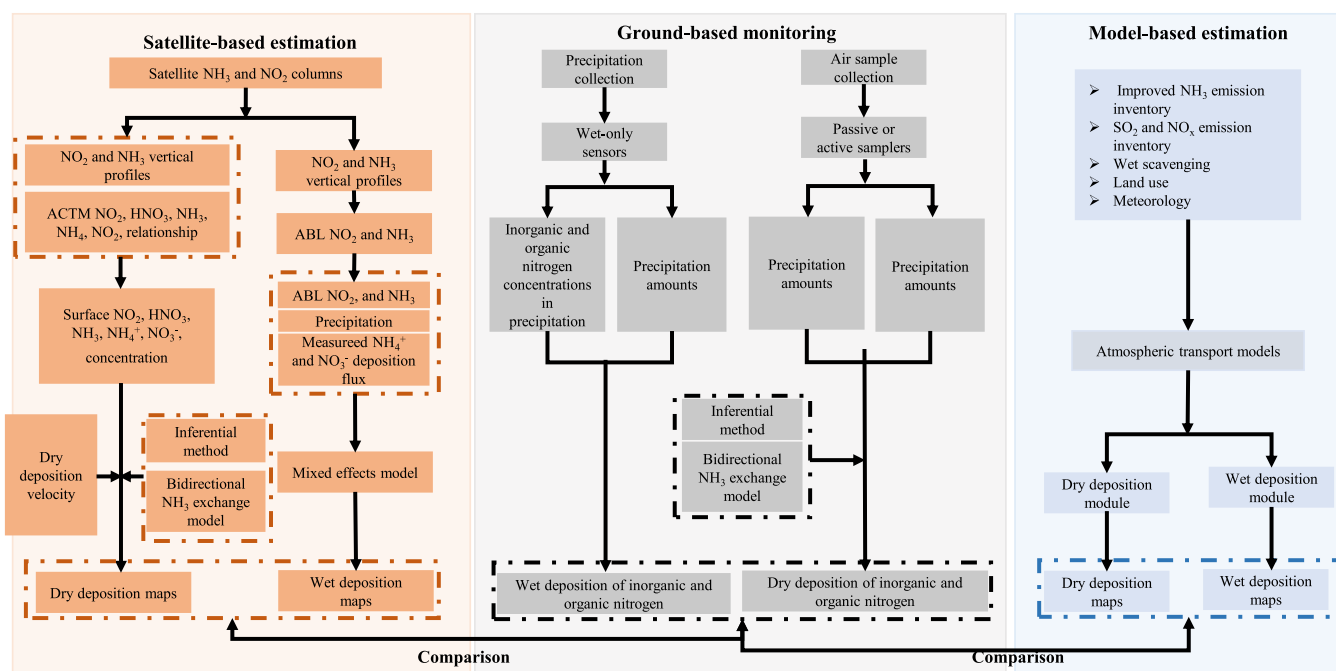 Satellite-based estimation
Satellite NH₃ and NO₂ columns
NO₂ and NH₃ vertical
profiles
ACTM NO₂, HNO₃, NH₃,
NH₄, NO₂, relationship
Surface NO₂, HNO₃,
NH₃, NH₄⁺, NO₃⁻,
concentration
Dry
deposition
velocity
Inferential
method
Bidirectional
NH₃ exchange
model
Dry deposition maps
NO₂ and NH₃
vertical profiles
ABL NO₂ and NH₃
ABL NO₂, and NH₃
Precipitation
Measureed NH₄⁺
and NO₃⁻ deposition
flux
Mixed effects model
Wet deposition
maps
Ground-based monitoring
Precipitation
collection
Wet-only
sensors
Inorganic and
organic
nitrogen
concentrations
in
precipitation
Precipitation
amounts
Air sample
collection
Passive or
active samplers
Precipitation
amounts
Precipitation
amounts
Inferential
method
Bidirectional
NH₃ exchange
model
Wet deposition of inorganic and
organic nitrogen
Dry deposition of inorganic and
organic nitrogen
Model-based estimation
➢ Improved NH₃ emission
inventory
➢ SO₂ and NOₓ emission
inventory
➢ Wet scavenging
➢ Land use
➢ Meteorology
Atmospheric transport models
Dry deposition
module
Wet deposition
module
Dry deposition
maps
Wet deposition
maps
Comparison
Comparison